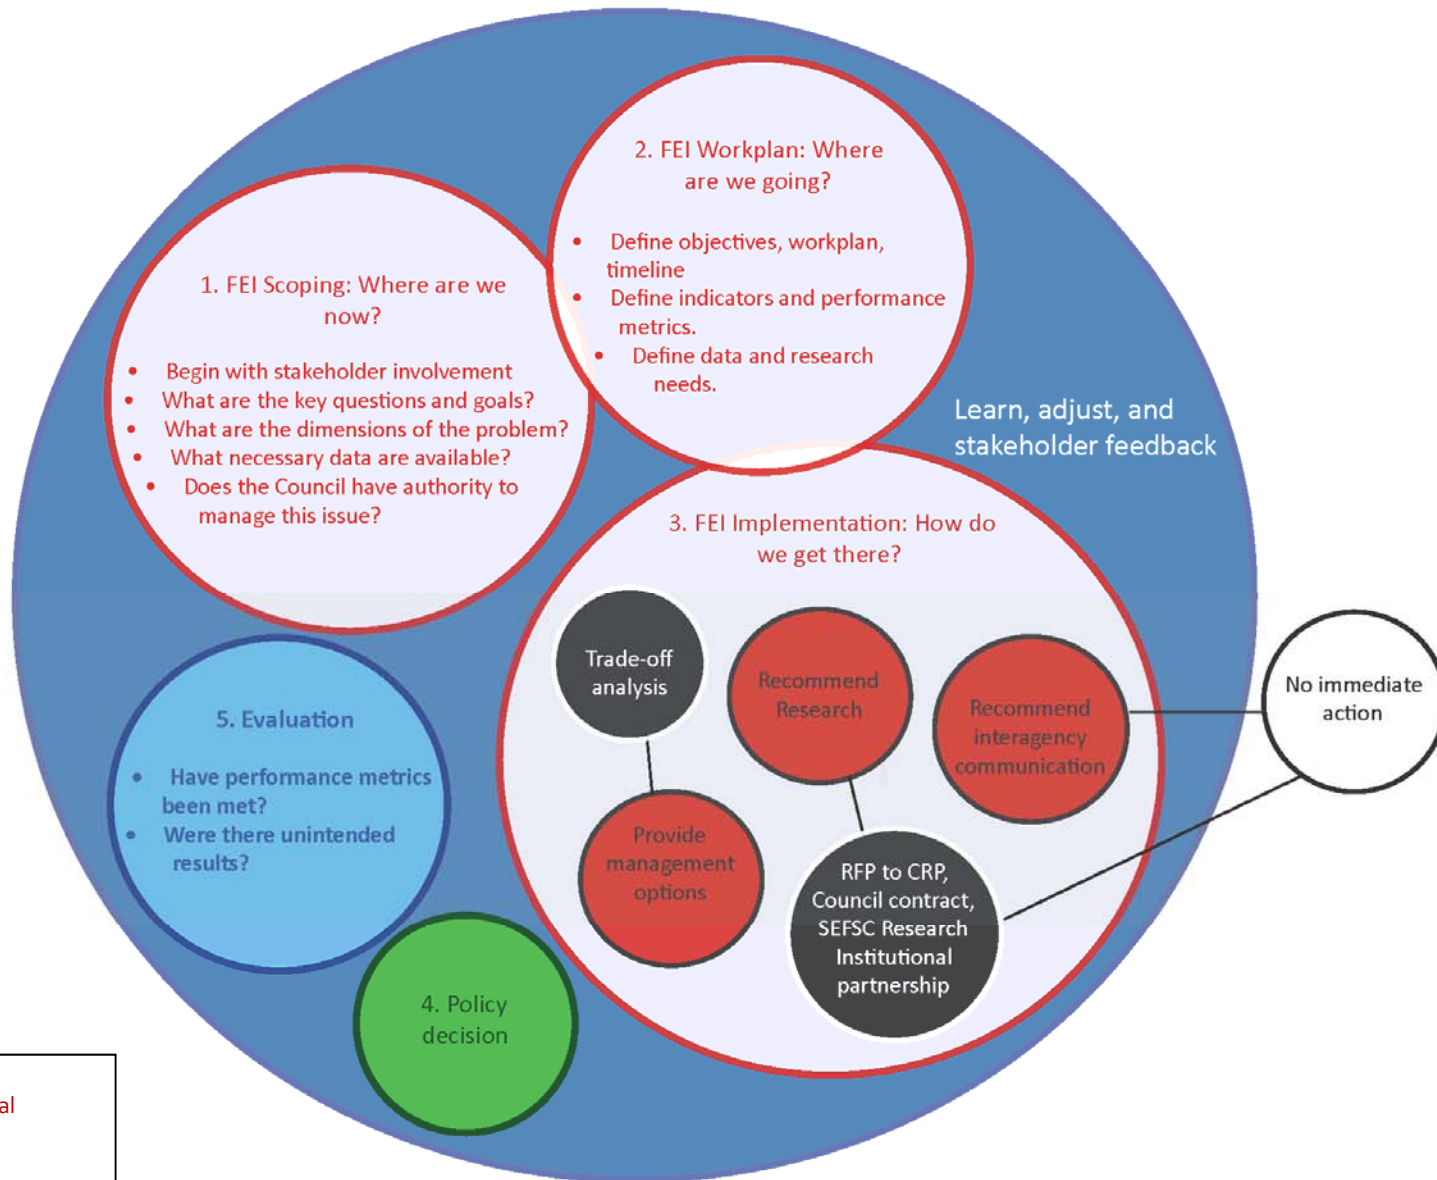 2. FEI Workplan: Where
are we going?
• Define objectives, workplan,
timeline
• Define indicators and performance
metrics.
• Define data and research
needs.
1. FEI Scoping: Where are we
now?
• Begin with stakeholder involvement
• What are the key questions and goals?
• What are the dimensions of the problem?
• What necessary data are available?
• Does the Council have authority to
manage this issue?
Learn, adjust, and
stakeholder feedback
3. FEI Implementation: How do
we get there?
Trade-off
analysis
Recommend
Research
Recommend
interagency
communication
No immediate
action
Provide
management
options
RFP to CRP,
Council contract,
SEFSC Research
Institutional
partnership
5. Evaluation
• Have performance metrics
been met?
• Were there unintended
results?
4. Policy
decision
al